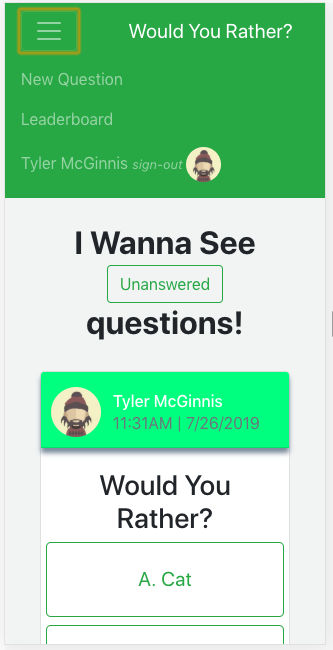 Would You Rather?
New Question
Leaderboard
Tyler McGinnis sign-out
I Wanna See
Unanswered
questions!
Tyler McGinnis
11:31AM | 7/26/2019
Would You
Rather?
A. Cat